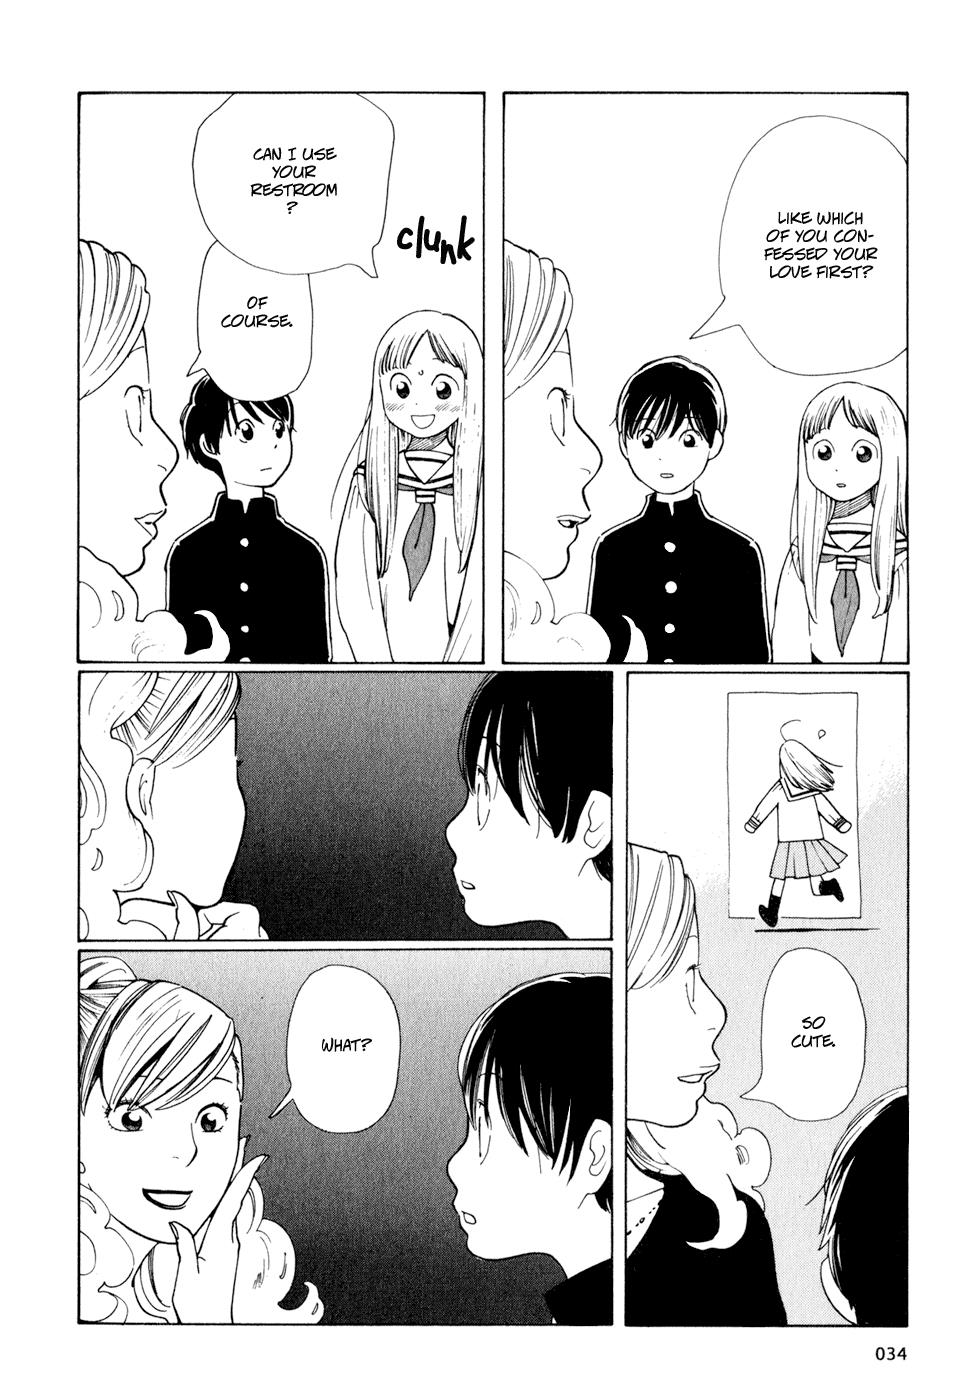 LIKE WHICH
OF YOU CON-
FESSED YOUR
LOVE FIRST?
CAN I USE
YOUR
RESTROOM
?
clunk
OF
COURSE.
SO
CUTE.
WHAT?
034